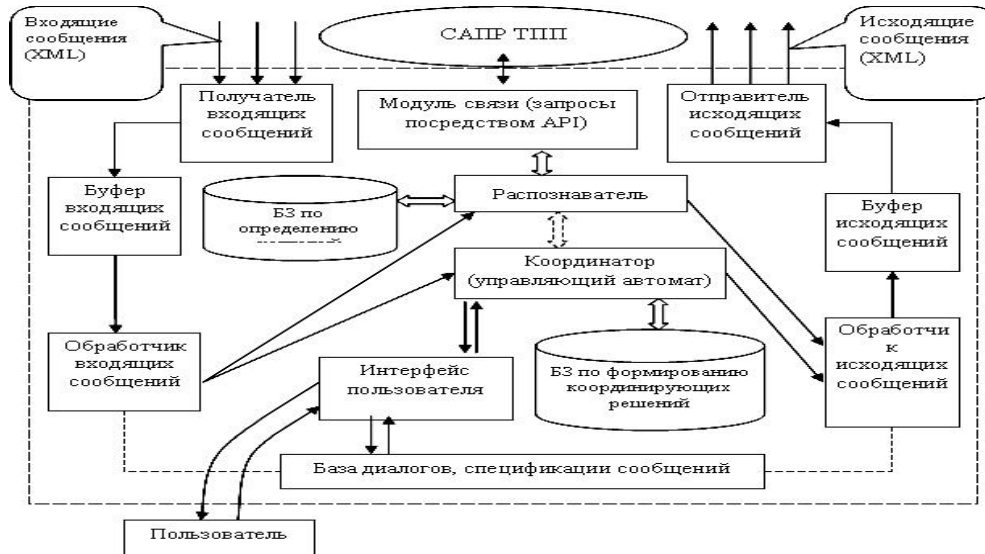 Входящие
сообщения
(XML)
САПР ТПП
Исходящие
сообщения
(XML)
Получатель
входящих
сообщений
Модуль связи (запросы
посредством API)
Отправитель
исходящих
сообщений
Буфер
входящих
сообщений
БЗ по
определению
Распознаватель
Буфер
исходящих
сообщений
Координатор
(управляющий автомат)
Обработчик
входящих
сообщений
Интерфейс
пользователя
БЗ по формированию
координирующих
решений
Обработчи
к
исходящих
сообщений
База диалогов, спецификации сообщений
Пользователь